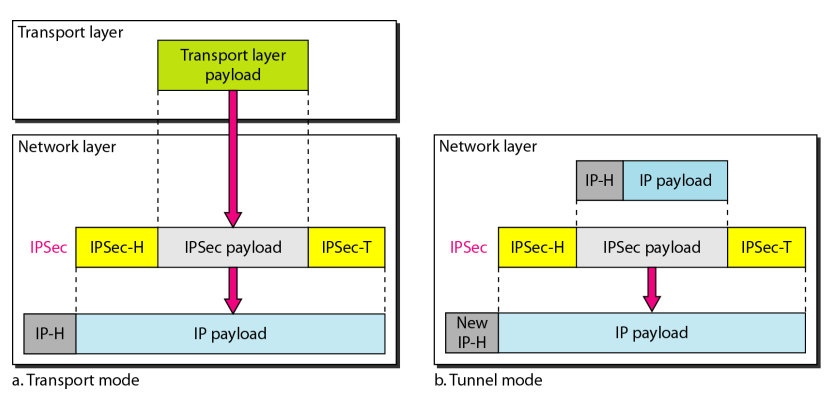 Transport layer
Transport layer
payload
Network layer
IPSec
IPSec-H
IPSec payload
IPSec-T
IP-H
IP payload
a. Transport mode
Network layer
IP-H
IP payload
IPSec
IPSec-H
IPSec payload
IPSec-T
New
IP-H
IP payload
b. Tunnel mode